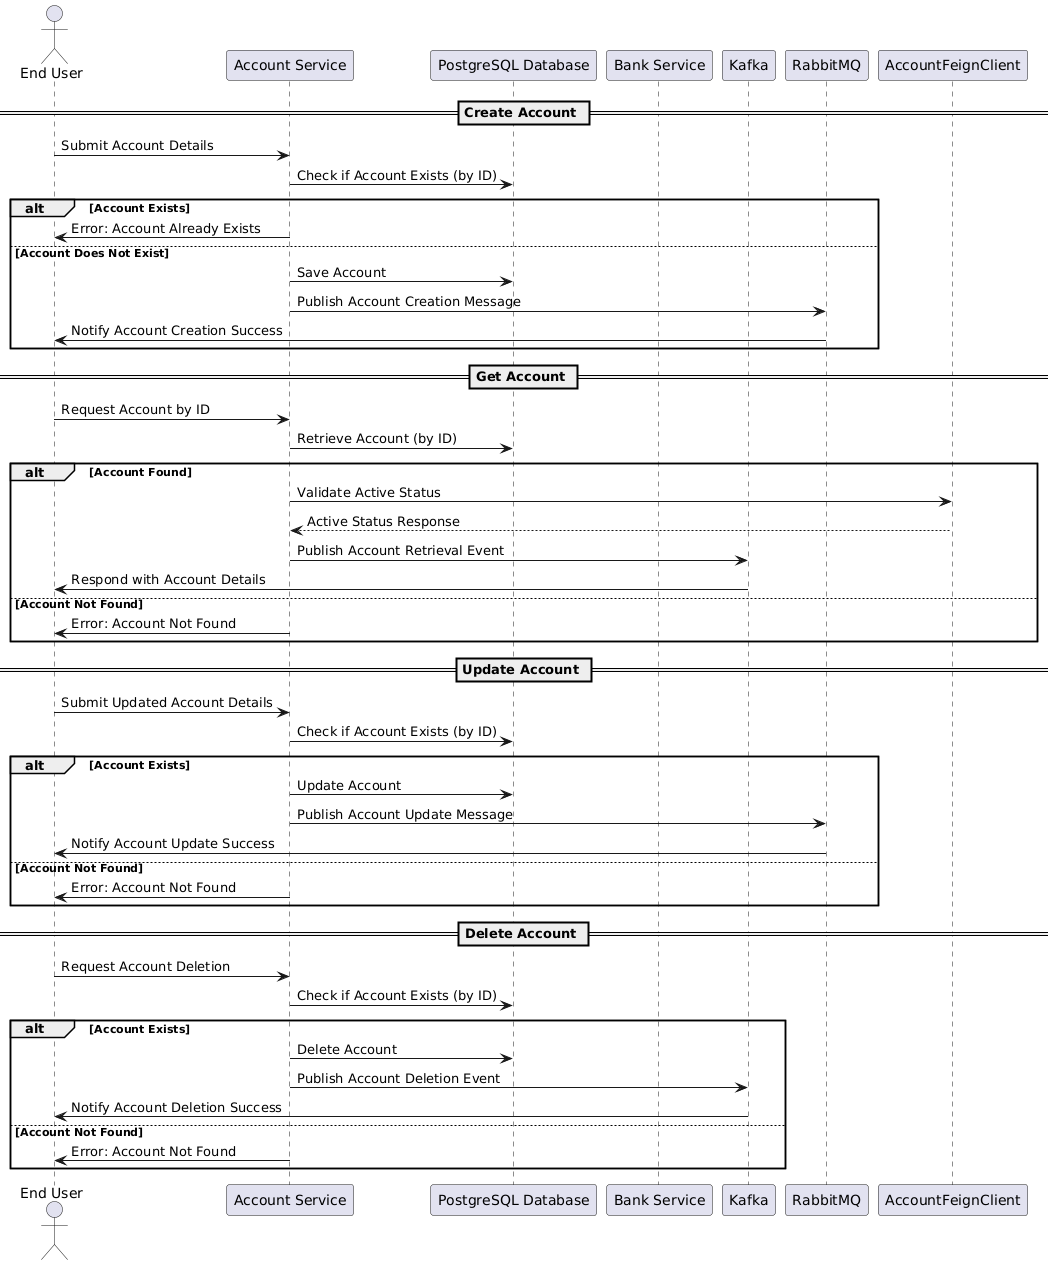 End User
Account Service
PostgreSQL Database
Bank Service
Kafka
RabbitMQ
AccountFeignClient
Create Account
Submit Account Details
Check if Account Exists (by ID)
alt
[Account Exists]
Error: Account Already Exists
[Account Does Not Exist]
Save Account
Publish Account Creation Message
Notify Account Creation Success
Get Account
Request Account by ID
Retrieve Account (by ID)
alt
[Account Found]
Validate Active Status
Active Status Response
Publish Account Retrieval Event
Respond with Account Details
[Account Not Found]
Error: Account Not Found
Update Account
Submit Updated Account Details
Check if Account Exists (by ID)
alt
[Account Exists]
Update Account
Publish Account Update Message
Notify Account Update Success
[Account Not Found]
Error: Account Not Found
Delete Account
Request Account Deletion
Check if Account Exists (by ID)
alt
[Account Exists]
Delete Account
Publish Account Deletion Event
Notify Account Deletion Success
[Account Not Found]
Error: Account Not Found
End User
Account Service
PostgreSQL Database
Bank Service
Kafka
RabbitMQ
AccountFeignClient